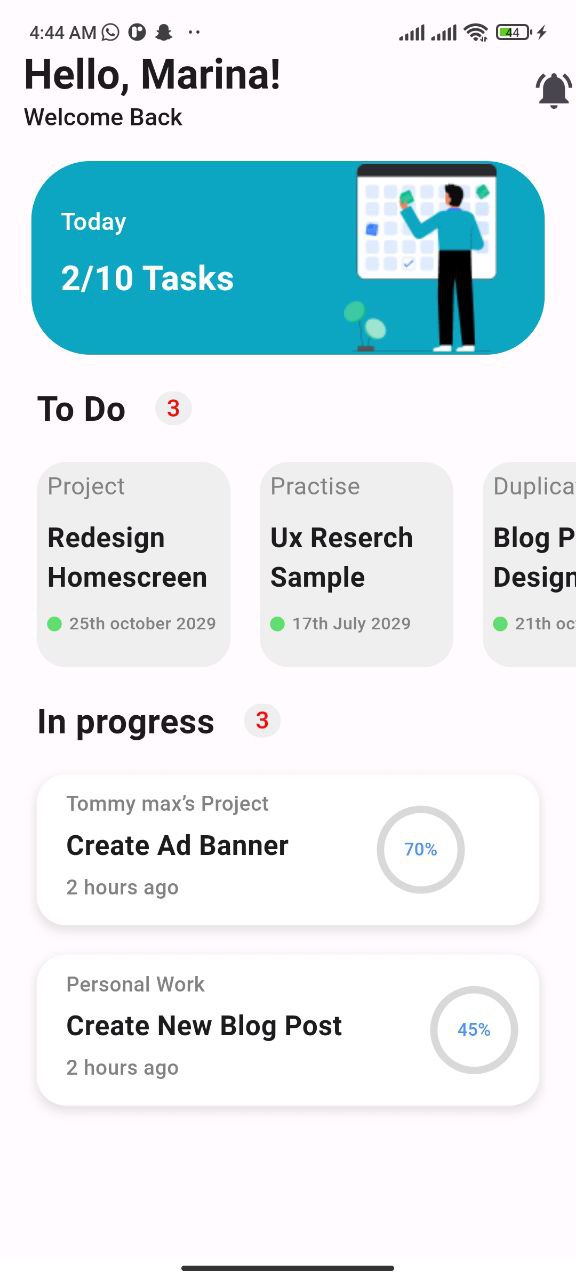 4:44 AM
44
Hello, Marina!
Welcome Back
Today
2/10 Tasks
To Do 3
Project
Redesign
Homescreen
25th october 2029
Practise
Ux Reserch
Sample
17th July 2029
Duplica
Blog P
Design
21th oc
In progress 3
Tommy max’s Project
Create Ad Banner
2 hours ago
70%
Personal Work
Create New Blog Post
2 hours ago
45%